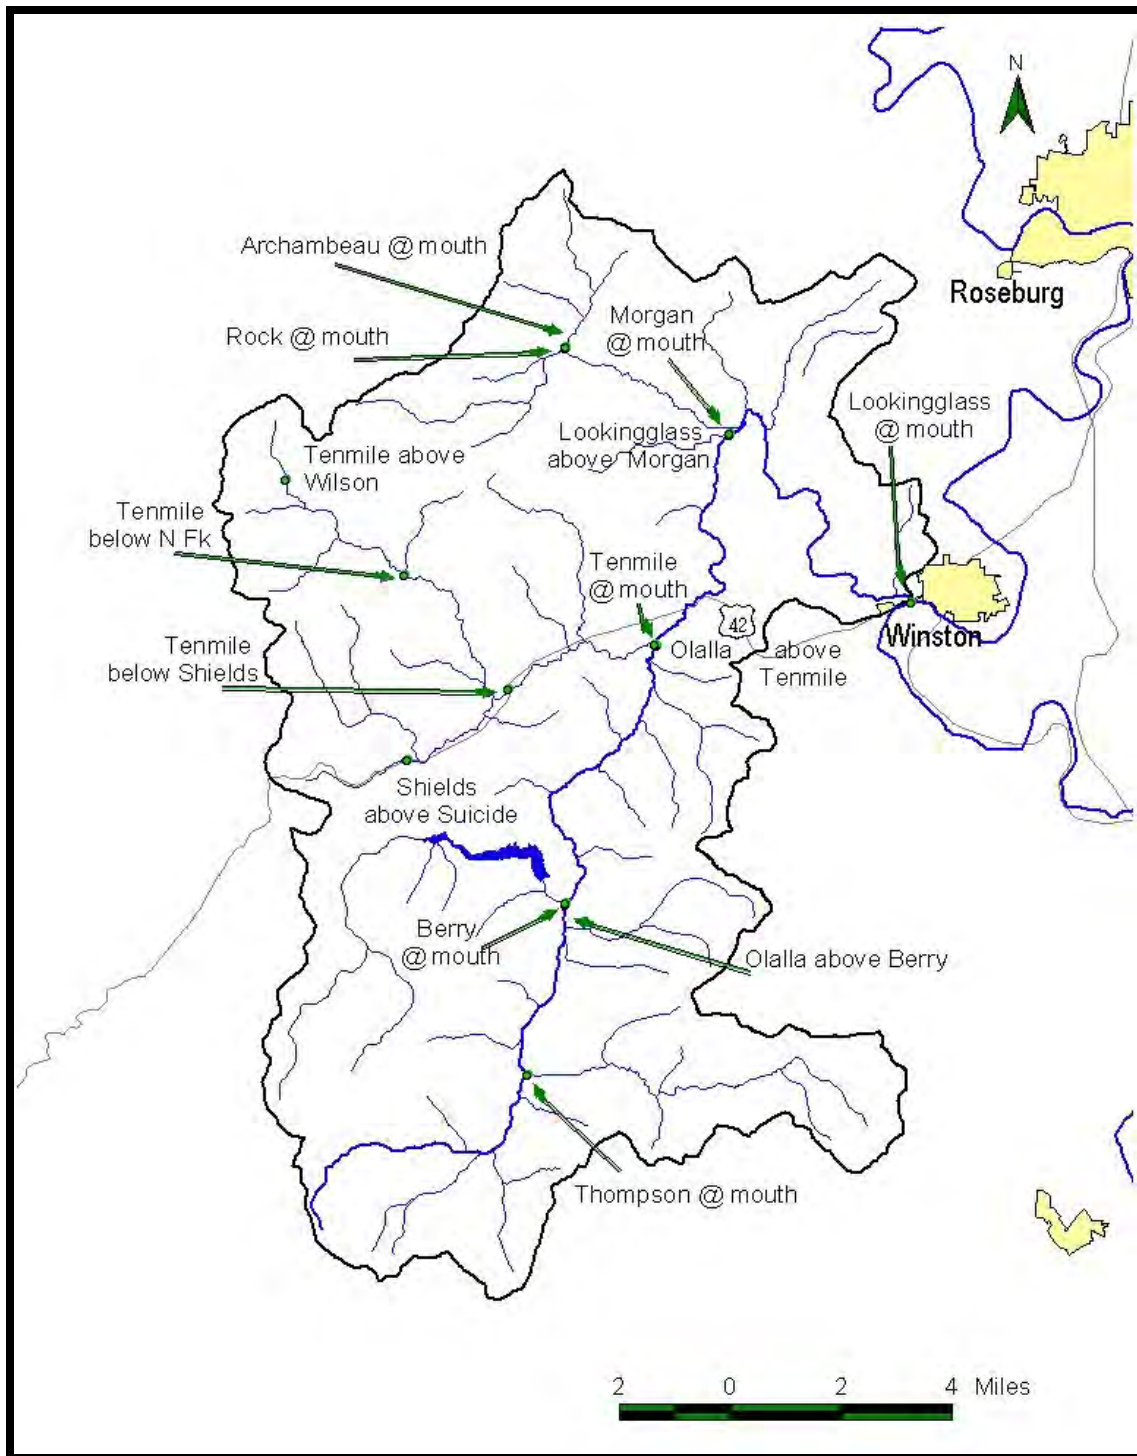 N
Archambeau @ mouth
Roseburg
Morgan
@ mouth
Rock @ mouth
Lookingglass
@ mouth
Lookingglass
above Morgan
Tenmile above
Wilson
Tenmile
below N Fk
Tenmile
@ mouth
42
Winston
Olalla above
Tenmile
Tenmile
below Shields
Shields
above Suicide
Berry
@ mouth
Olalla above Berry
Thompson @ mouth
2 0 2 4 Miles